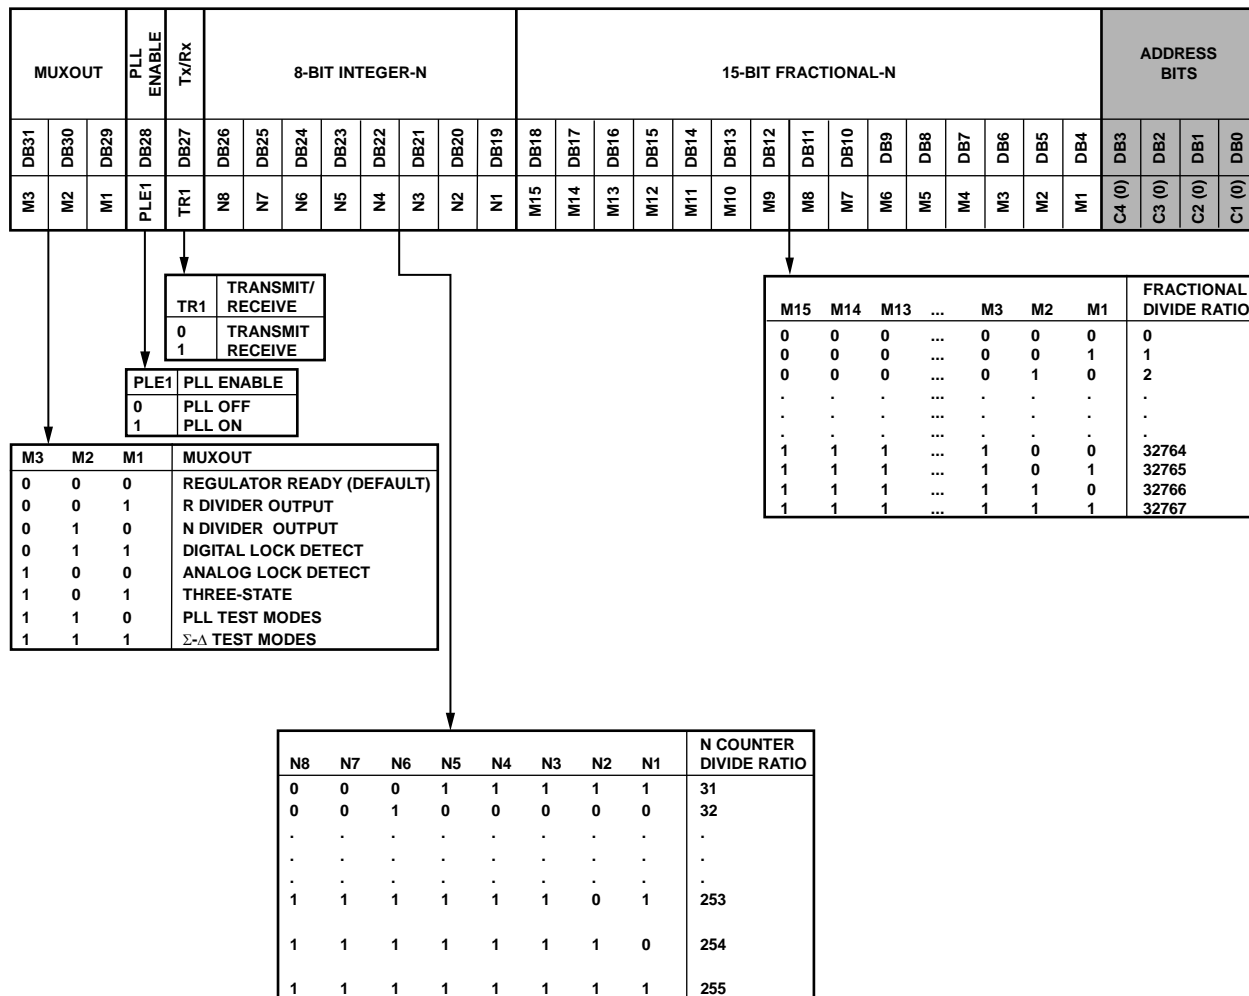 MUXOUT PLL ENABLE Tx/Rx 8-BIT INTEGER-N 15-BIT FRACTIONAL-N ADDRESS BITS
DB31 DB30 DB29 DB28 DB27 DB26 DB25 DB24 DB23 DB22 DB21 DB20 DB19 DB18 DB17 DB16 DB15 DB14 DB13 DB12 DB11 DB10 DB9 DB8 DB7 DB6 DB5 DB4 DB3 DB2 DB1 DB0
M3 M2 M1 PLE1 TR1 N8 N7 N6 N5 N4 N3 N2 N1 M15 M14 M13 M12 M11 M10 M9 M8 M7 M6 M5 M4 M3 M2 M1 C4 (0) C3 (0) C2 (0) C1 (0)
TR1 TRANSMIT/ RECEIVE
0 TRANSMIT
1 RECEIVE
PLE1 PLL ENABLE
0 PLL OFF
1 PLL ON
M3 M2 M1 MUXOUT
0 0 0 REGULATOR READY (DEFAULT)
0 0 1 R DIVIDER OUTPUT
0 1 0 N DIVIDER OUTPUT
0 1 1 DIGITAL LOCK DETECT
1 0 0 ANALOG LOCK DETECT
1 0 1 THREE-STATE
1 1 0 PLL TEST MODES
1 1 1 Σ-Δ TEST MODES
M15 M14 M13 ... M3 M2 M1 FRACTIONAL DIVIDE RATIO
0 0 0 ... 0 0 0 0
0 0 0 ... 0 0 1 1
0 0 0 ... 0 1 0 2
. . . ... . . . .
. . . ... . . . .
. . . ... . . . .
1 1 1 ... 1 0 0 32764
1 1 1 ... 1 0 1 32765
1 1 1 ... 1 1 0 32766
1 1 1 ... 1 1 1 32767
N8 N7 N6 N5 N4 N3 N2 N1 N COUNTER DIVIDE RATIO
0 0 0 1 1 1 1 1 31
0 0 1 0 0 0 0 0 32
. . . . . . . . .
. . . . . . . . .
. . . . . . . . .
1 1 1 1 1 1 0 1 253
1 1 1 1 1 1 1 0 254
1 1 1 1 1 1 1 1 255